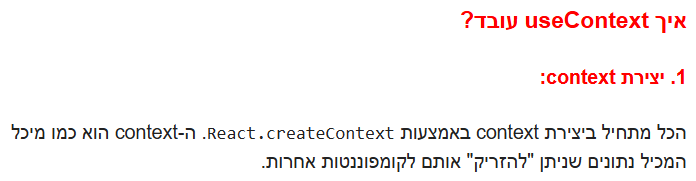 איך useContext עובד?
1. יצירת context:
הכל מתחיל ביצירת context באמצעות React.createContext. ה-context הוא כמו מיכל
המכיל נתונים שניתן "להזריק" אותם לקומפוננטות אחרות.